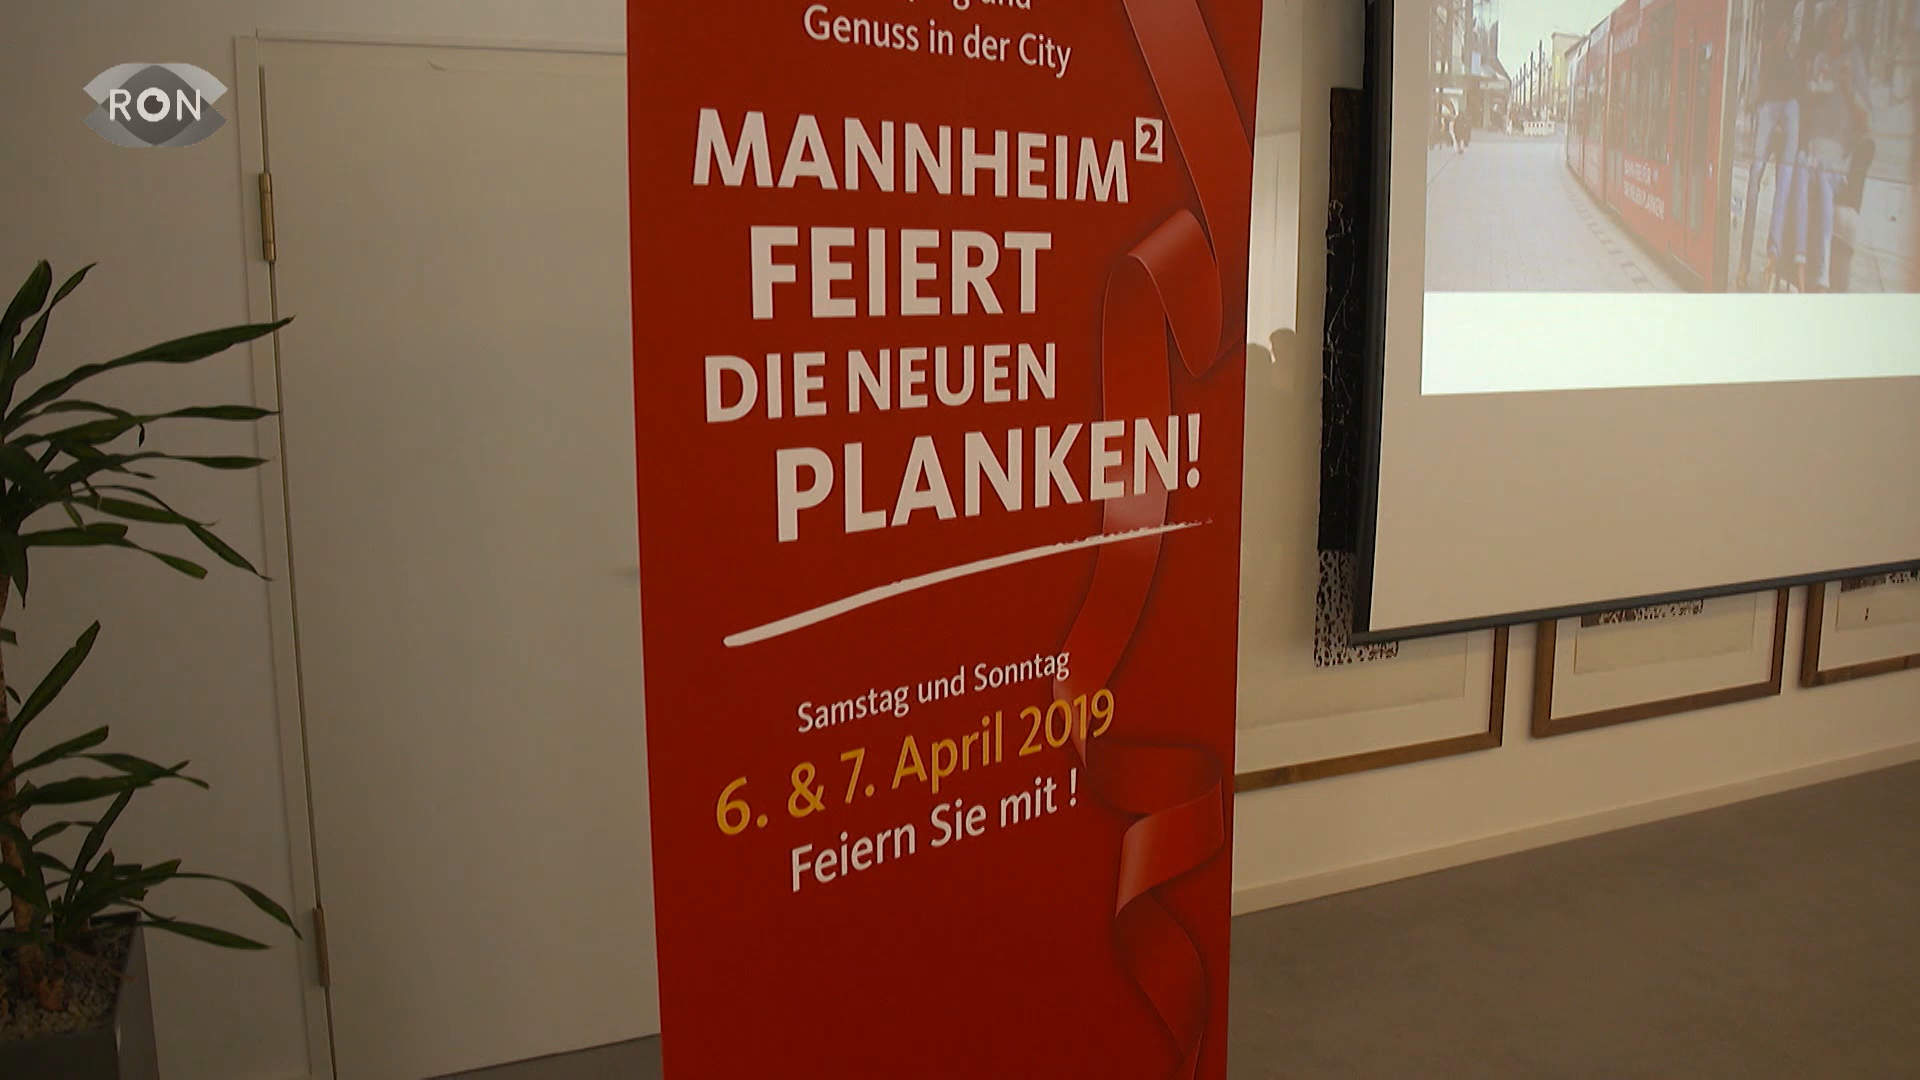 RON
und
Genuss in der City
MANNHEIM²
FEIERT
DIE NEUEN
PLANKEN!
Samstag und Sonntag
6. & 7. April 2019
Feiern Sie mit !